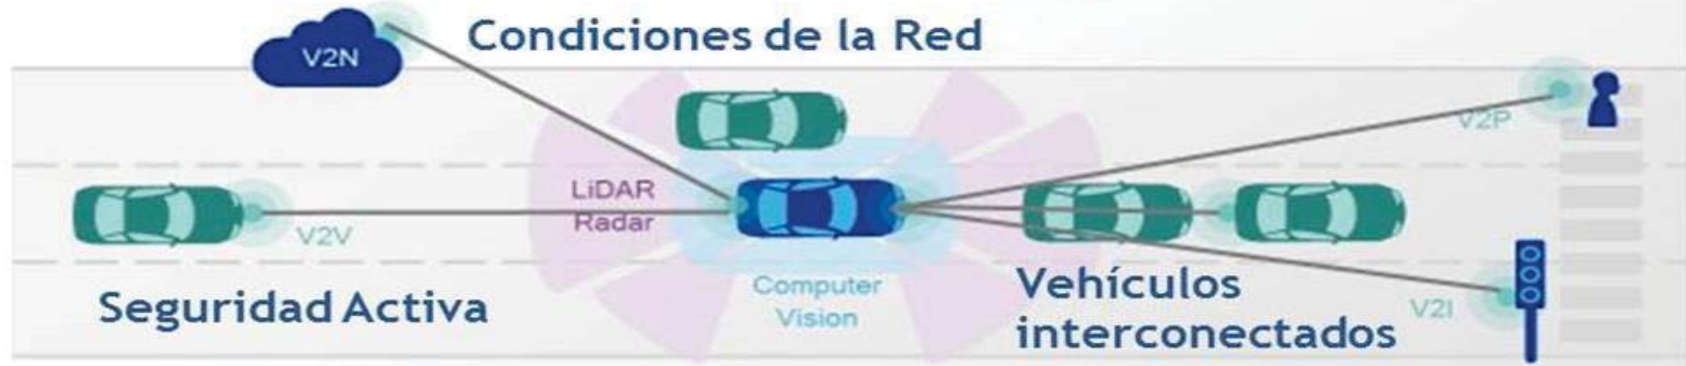 V2N
Condiciones de la Red
V2P
LiDAR
Radar
V2V
Computer
Vision
Seguridad Activa
Vehículos
interconectados
V2I